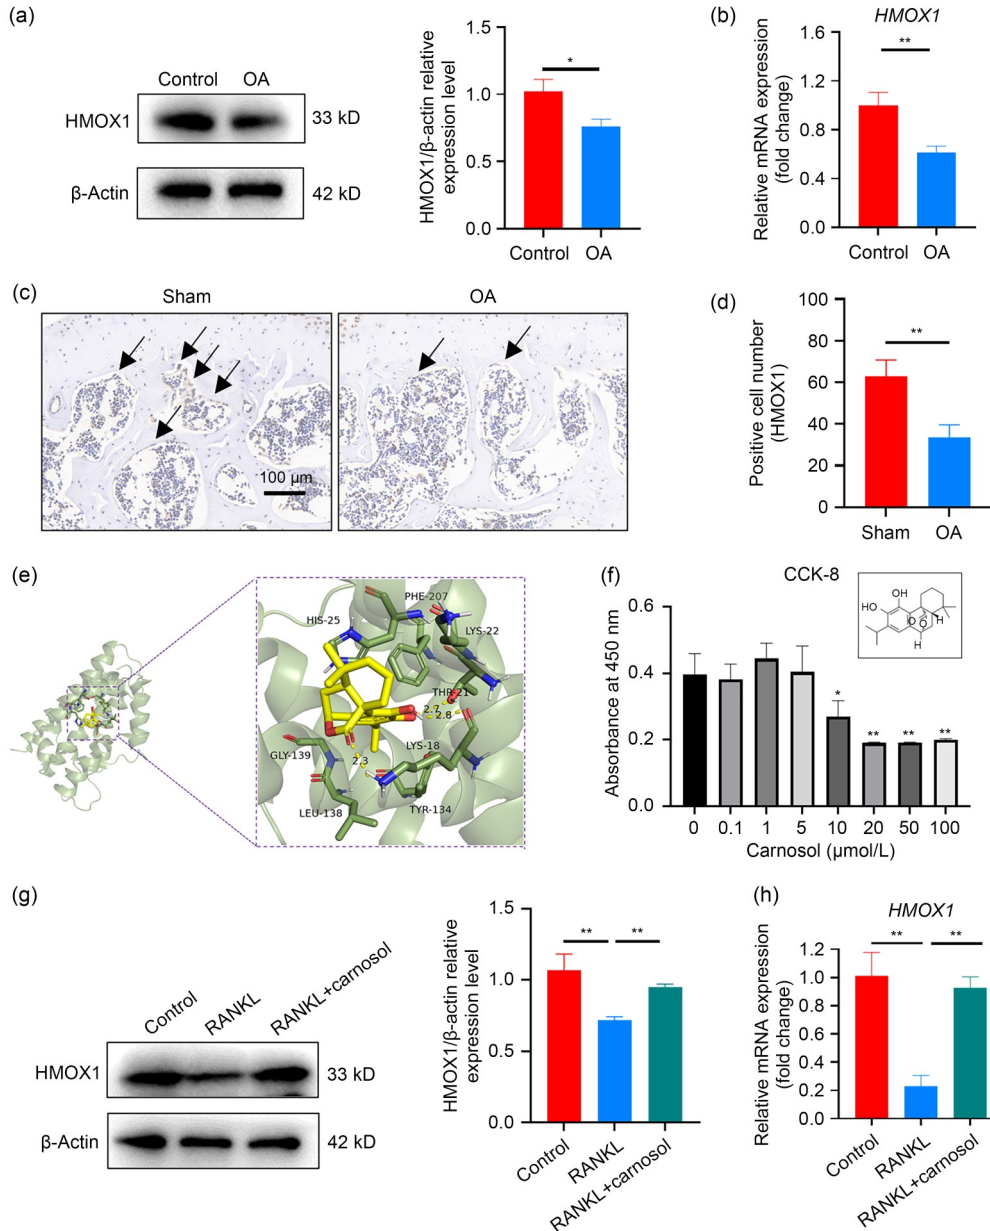 (a)
Control OA
HMOX1
33 kD
β-Actin
42 kD
HMOX1/β-actin relative
expression level
1.5
1.0
0.5
0.0
*
Control OA
(b)
HMOX1
Relative mRNA expression
(fold change)
1.6
1.2
0.8
0.4
0.0
**
Control OA
(c)
Sham
OA
100 μm
(d)
Positive cell number
(HMOX1)
100
80
60
40
20
0
**
Sham OA
(e)
PHE-207
HIS-25
LYS-22
THR-21
2.7
2.8
GLY-139
LYS-18
2.3
LEU-138
TYR-134
(f)
CCK-8
OH
HO
O
O
H
H
Absorbance at 450 nm
0.6
0.4
0.2
0.0
*
**
**
**
0 0.1 1 5 10 20 50 100
Carnosol (μmol/L)
(g)
Control
RANKL
RANKL+carnosol
HMOX1
33 kD
β-Actin
42 kD
HMOX1/β-actin relative
expression level
1.5
1.0
0.5
0.0
** **
Control
RANKL
RANKL+carnosol
(h)
HMOX1
Relative mRNA expression
(fold change)
1.2
1.0
0.8
0.6
0.4
0.2
0.0
** **
Control
RANKL
RANKL+carnosol